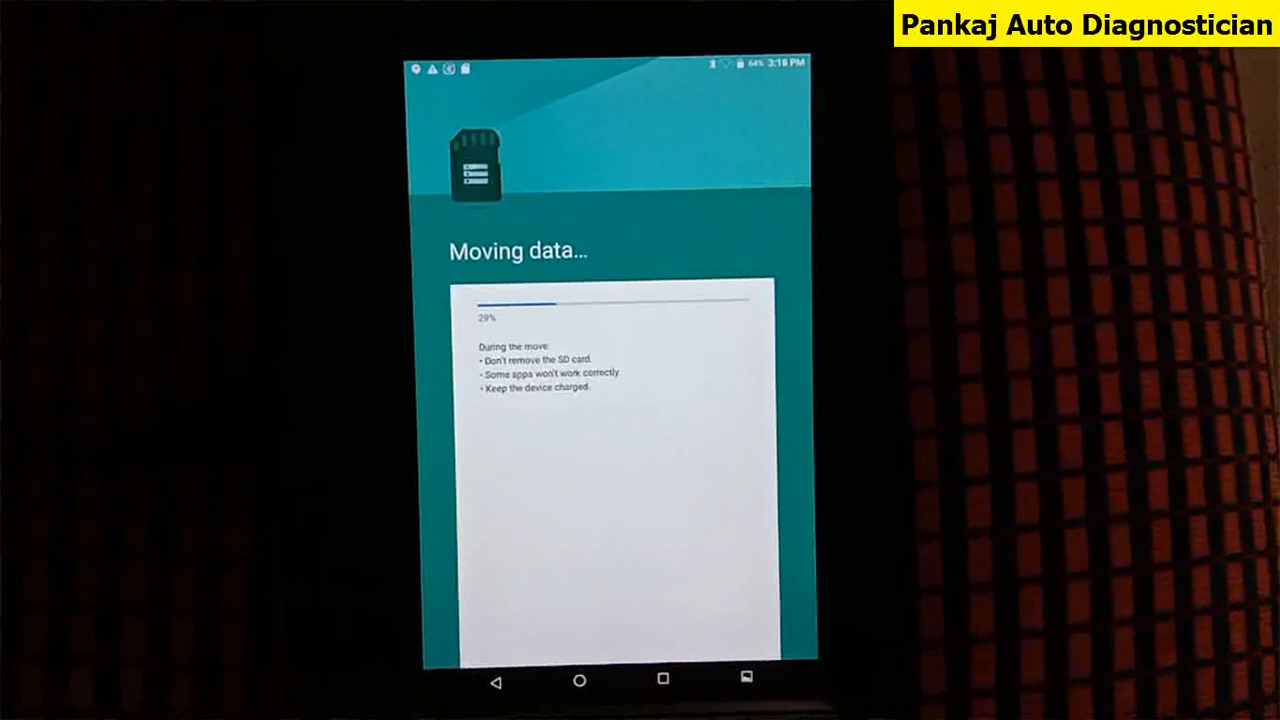 Pankaj Auto Diagnostician
64% 3:18 PM
Moving data...
29%
During the move:
• Don't remove the SD card.
• Some apps won't work correctly.
• Keep the device charged.